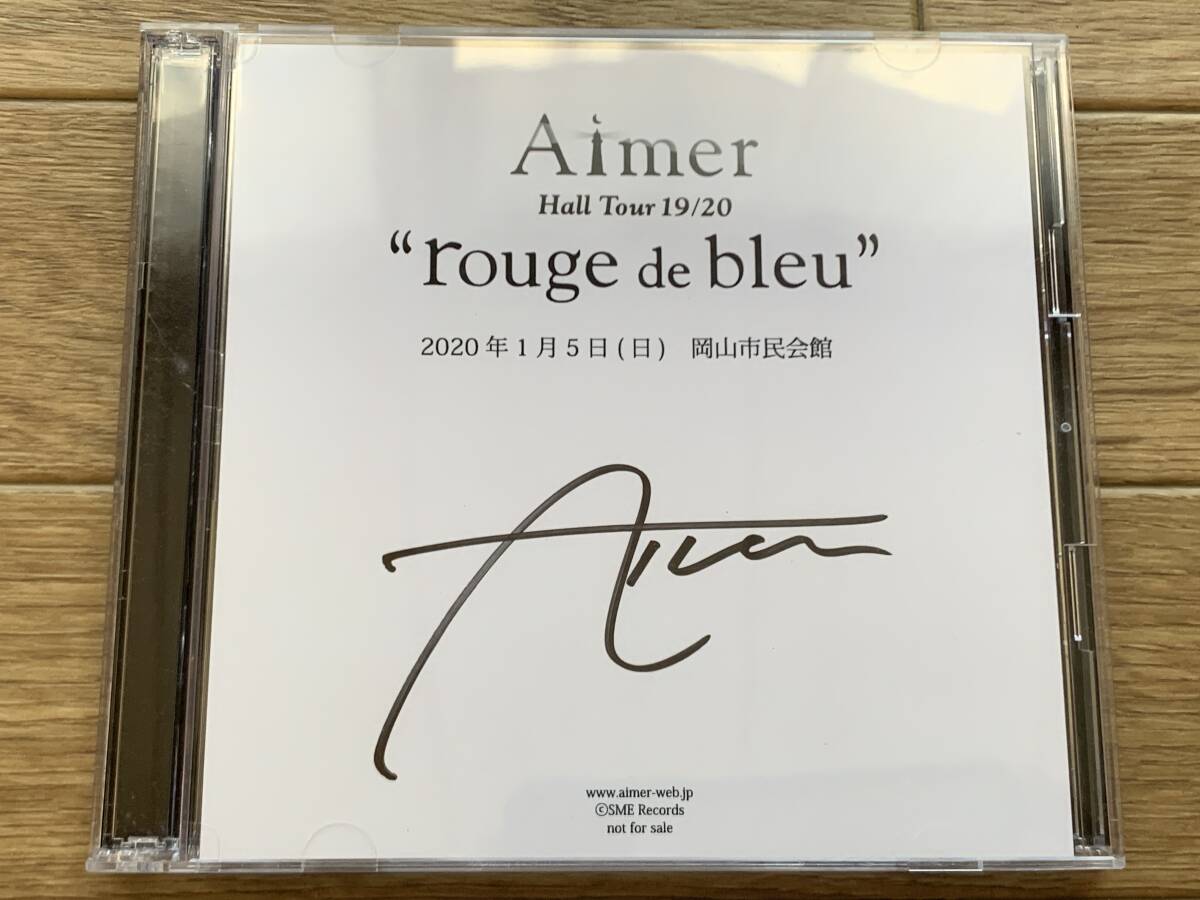 Aimer
Hall Tour 19/20
“rouge de bleu”
2020年1月5日(日) 岡山市民会館
Aimer
www.aimer-web.jp
©SME Records
not for sale